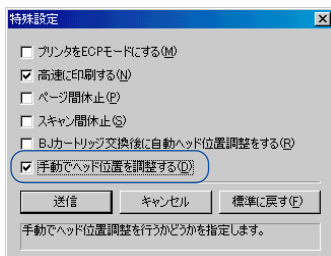 特殊設定
プリンタをECPモードにする(M)
高速に印刷する(N)
ページ間休止(P)
スキャン間休止(S)
BJカートリッジ交換後に自動ヘッド位置調整をする(R)
手動でヘッド位置を調整する(D)
送信 キャンセル 標準に戻す(F)
手動でヘッド位置調整を行うかどうかを指定します。